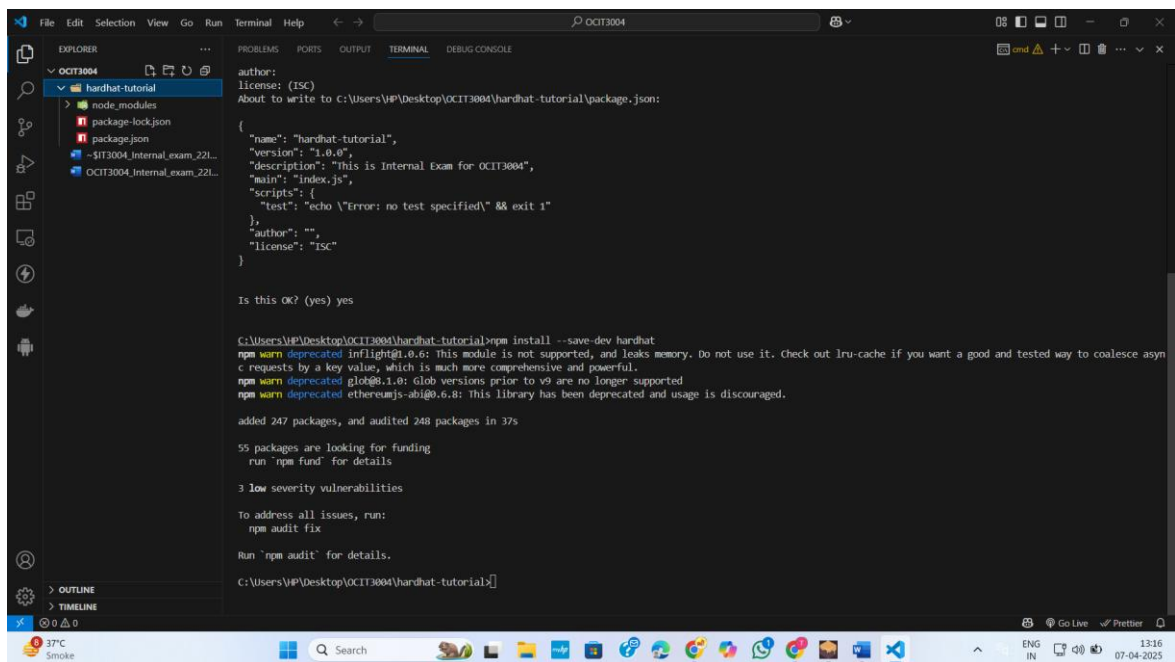 File Edit Selection View Go Run Terminal Help
OCIT3004
EXPLORER
OCIT3004
hardhat-tutorial
node_modules
package-lock.json
package.json
~$IT3004_Internal_exam_22I...
OCIT3004_Internal_exam_22I...
OUTLINE
TIMELINE
PROBLEMS PORTS OUTPUT TERMINAL DEBUG CONSOLE
cmd
author:
license: (ISC)
About to write to C:\Users\HP\Desktop\OCIT3004\hardhat-tutorial\package.json:
{
"name": "hardhat-tutorial",
"version": "1.0.0",
"description": "This is Internal Exam for OCIT3004",
"main": "index.js",
"scripts": {
"test": "echo \"Error: no test specified\" && exit 1"
},
"author": "",
"license": "ISC"
}
Is this OK? (yes) yes
C:\Users\HP\Desktop\OCIT3004\hardhat-tutorial>npm install --save-dev hardhat
npm warn deprecated inflight@1.0.6: This module is not supported, and leaks memory. Do not use it. Check out lru-cache if you want a good and tested way to coalesce asyn
c requests by a key value, which is much more comprehensive and powerful.
npm warn deprecated glob@8.1.0: Glob versions prior to v9 are no longer supported
npm warn deprecated ethereumjs-abi@0.6.8: This library has been deprecated and usage is discouraged.
added 247 packages, and audited 248 packages in 37s
55 packages are looking for funding
run `npm fund` for details
3 low severity vulnerabilities
To address all issues, run:
npm audit fix
Run `npm audit` for details.
C:\Users\HP\Desktop\OCIT3004\hardhat-tutorial>
0 0 Go Live Prettier
8 37°C
Smoke
Search
ENG
IN
13:16
07-04-2025